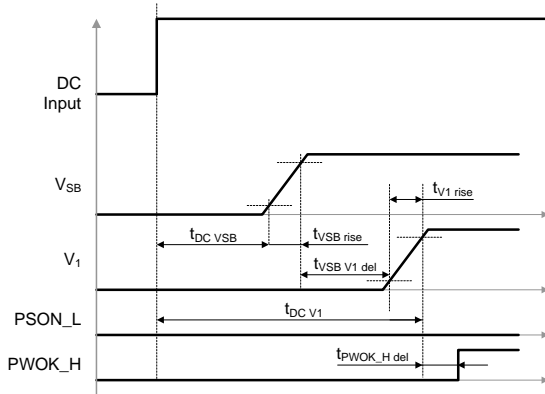 DC
Input
VSB
tV1 rise
tDC VSB
tVSB rise
V1
tVSB V1 del
tDC V1
PSON_L
tPWOK_H del
PWOK_H